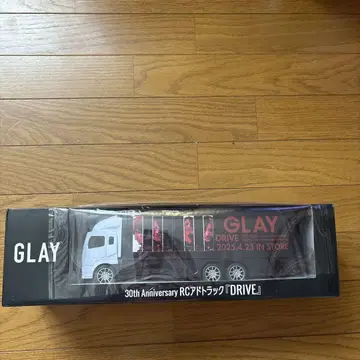 GLAY
GLAY
DRIVE
2025.4.23 IN STORE
30th Anniversary RCアドトラック『DRIVE』